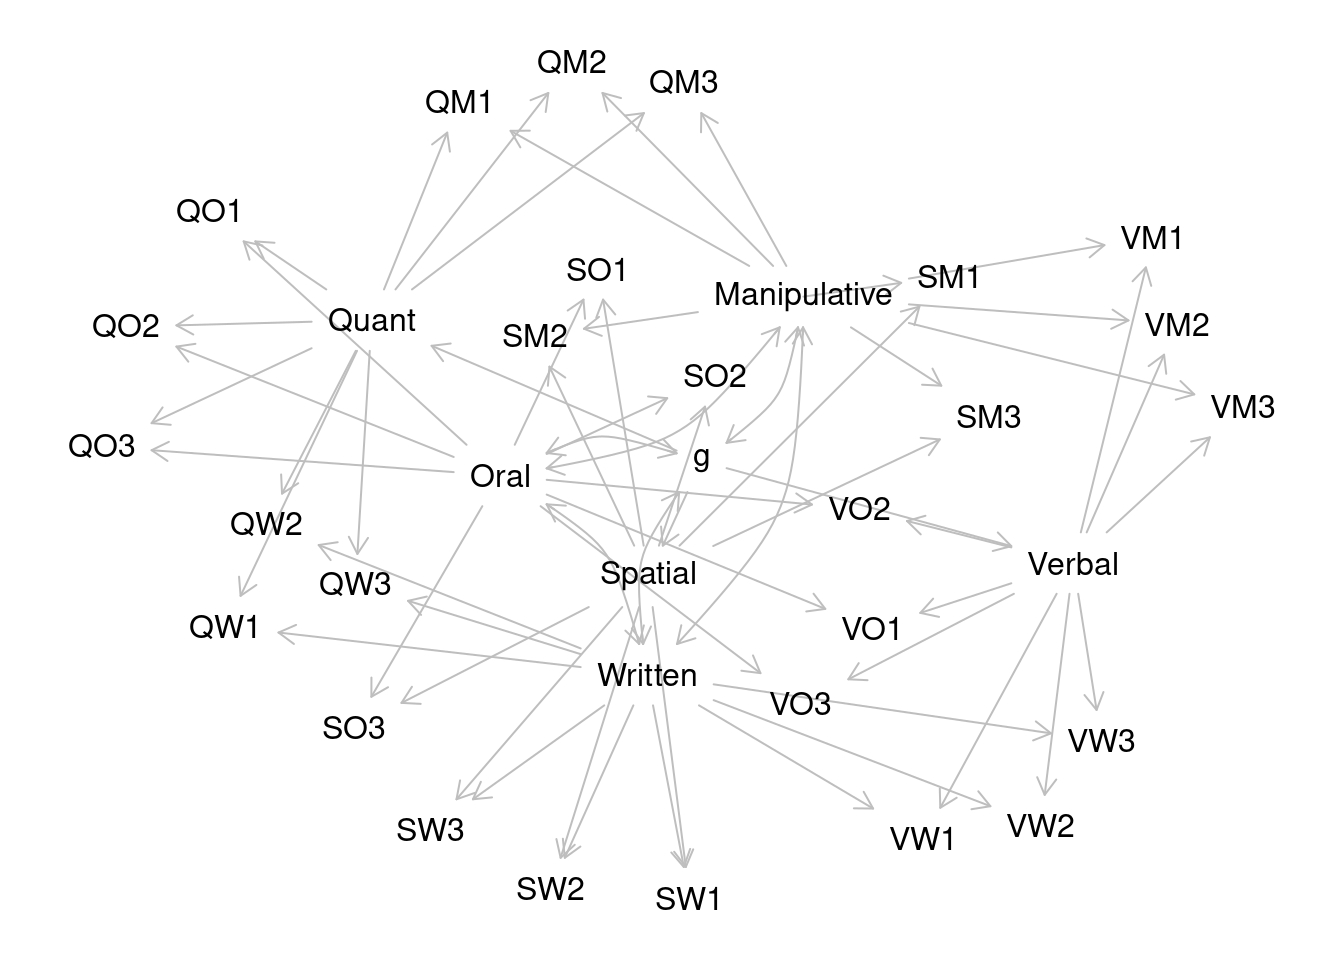 QM2
QM3
QM1
QO1
VM1
SO1
SM1
Manipulative
Quant
QO2
VM2
SM2
SO2
VM3
SM3
QO3
g
Oral
VO2
QW2
Verbal
Spatial
QW3
QW1
VO1
Written
VO3
SO3
VW3
SW3
VW2
VW1
SW2
SW1